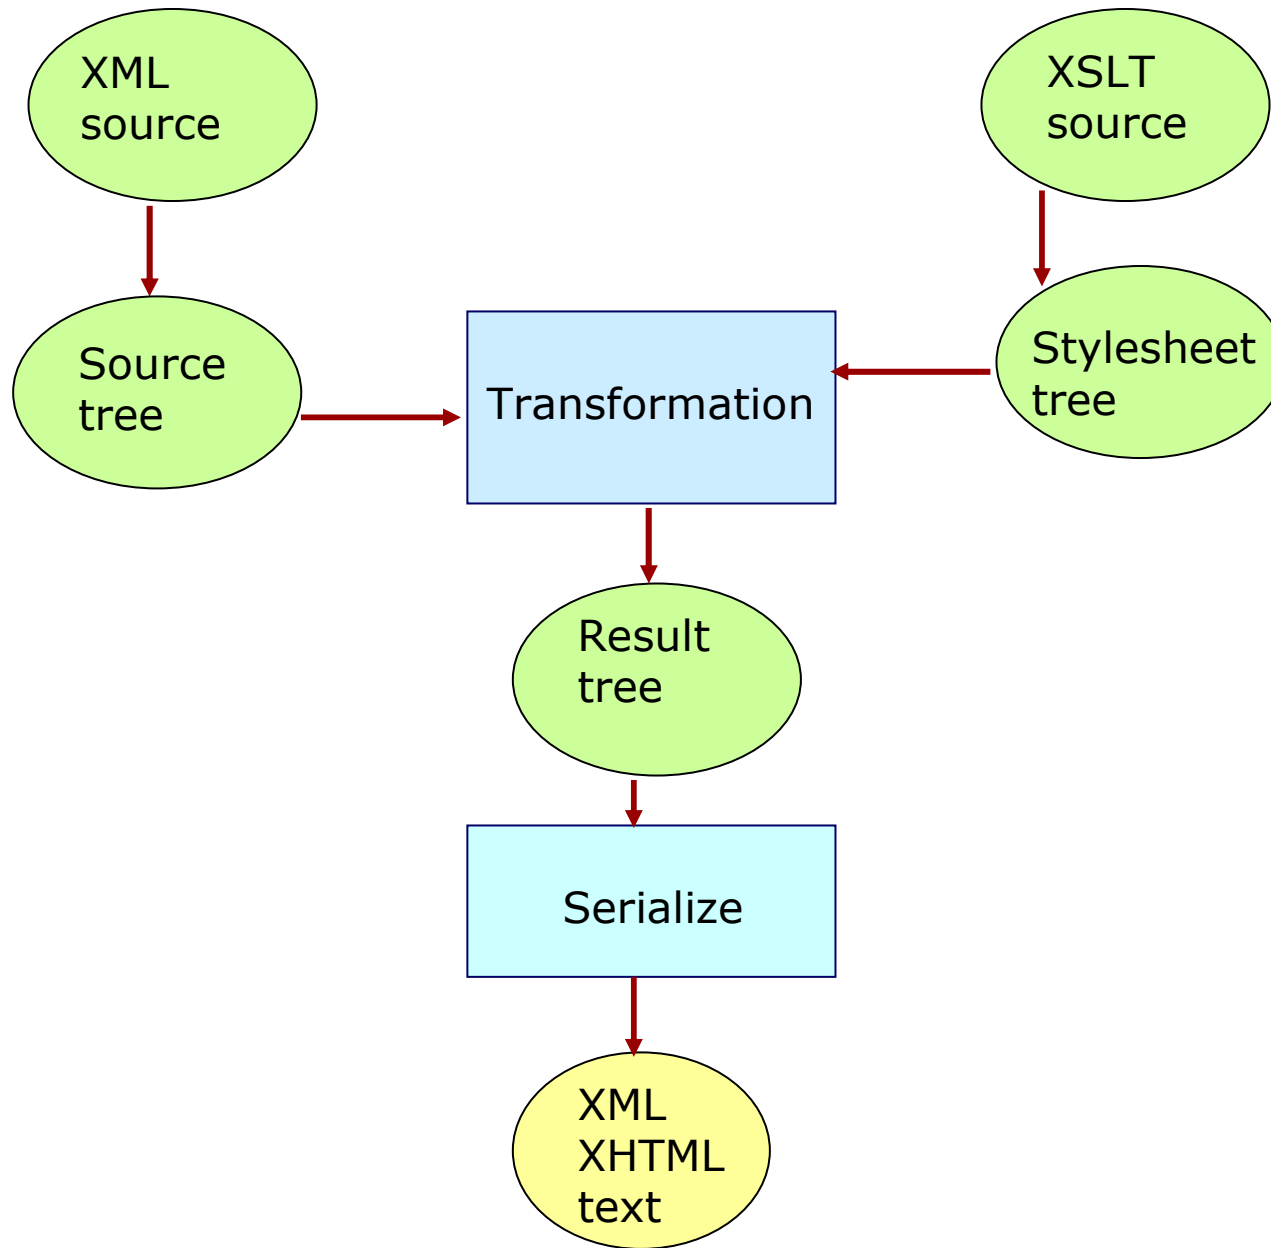 XML
source
XSLT
source
Source
tree
Transformation
Stylesheet
tree
Result
tree
Serialize
XML
XHTML
text